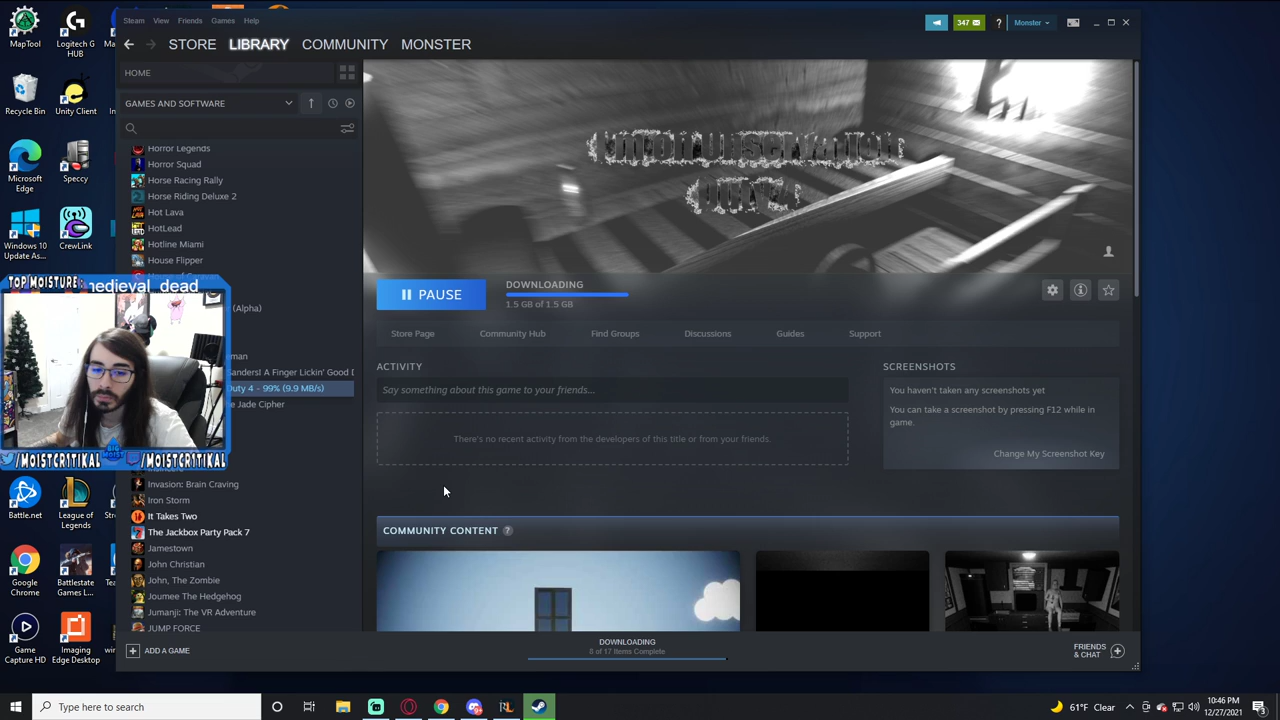 MapTool
Logitech G HUB
Steam
View
Friends
Games
Help
347
?
Monster
STORE
LIBRARY
COMMUNITY
MONSTER
HOME
GAMES AND SOFTWARE
Recycle Bin
Unity Client
Microsoft Edge
Speccy
Windows 10 Update As...
CrewLink
Horror Legends
Horror Squad
Horse Racing Rally
Horse Riding Deluxe 2
Hot Lava
HotLead
Hotline Miami
House Flipper
(Alpha)
Sanders! A Finger Lickin' Good D
Duty 4 - 99% (9.9 MB/s)
e Jade Cipher
Invasion: Brain Craving
Iron Storm
It Takes Two
The Jackbox Party Pack 7
Jamestown
John Christian
John, The Zombie
Joumee The Hedgehog
Jumanji: The VR Adventure
JUMP FORCE
ADD A GAME
TOP MOISTURE:
medieval_dead
BIG MOIST
/MOISTCR1TIKAL
/MOISTCR1TIKAL
PAUSE
DOWNLOADING
1.5 GB of 1.5 GB
Store Page
Community Hub
Find Groups
Discussions
Guides
Support
ACTIVITY
Say something about this game to your friends...
There's no recent activity from the developers of this title or from your friends.
SCREENSHOTS
You haven't taken any screenshots yet
You can take a screenshot by pressing F12 while in game.
Change My Screenshot Key
COMMUNITY CONTENT ?
DOWNLOADING
8 of 17 Items Complete
FRIENDS & CHAT
Battle.net
League of Legends
Google Chrome
Battlestate Games L...
Game Capture HD
Imaging Edge Desktop
Type here to search
61°F Clear
10:46 PM
12/27/2021
3